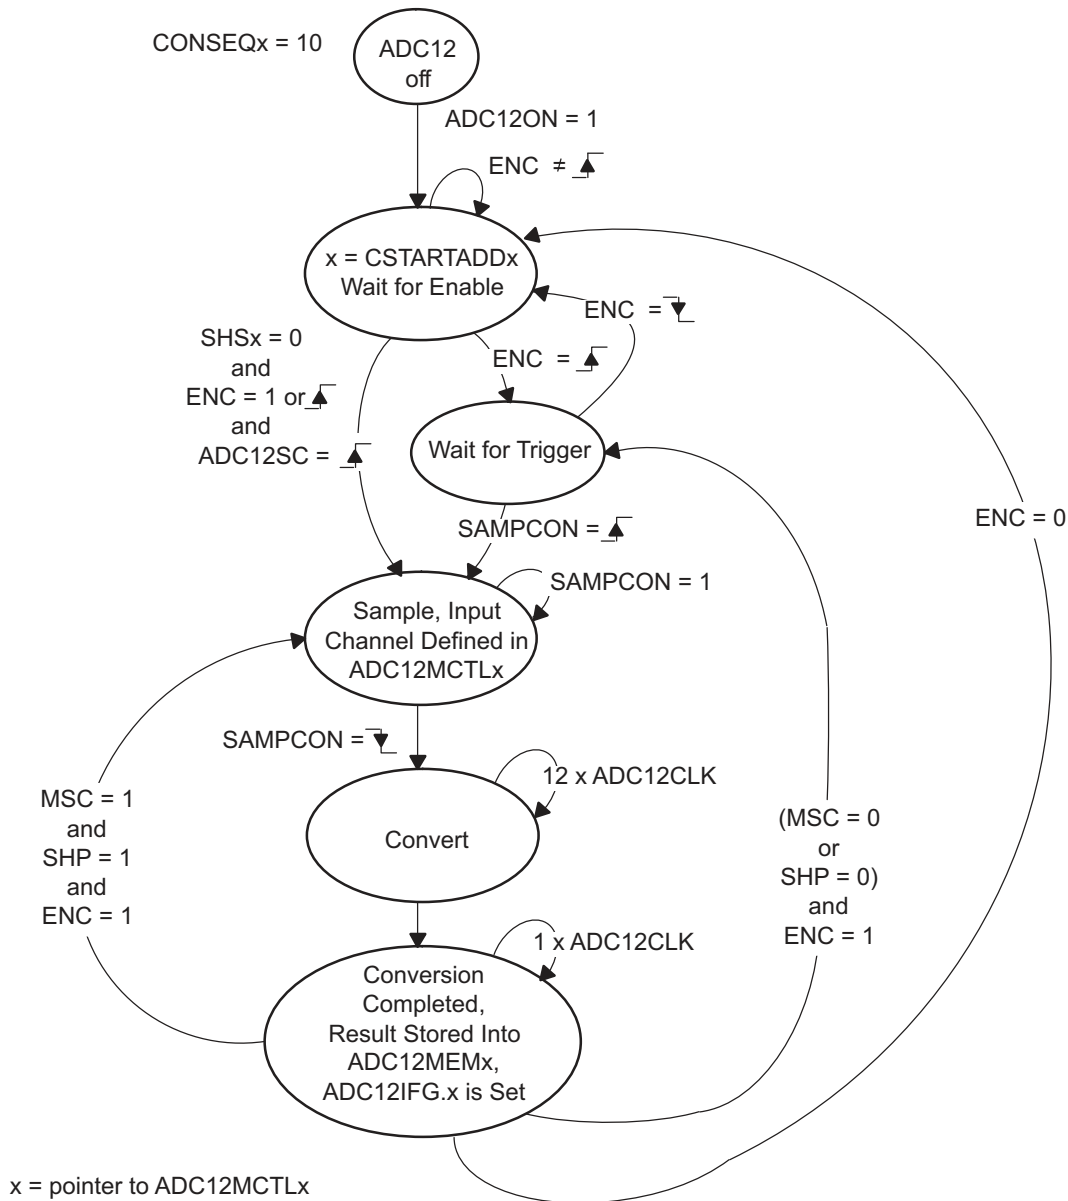 CONSEQx = 10
ADC12
off
ADC12ON = 1
ENC ≠
x = CSTARTADDx
Wait for Enable
ENC =
SHSx = 0
and
ENC = 1 or
and
ADC12SC =
ENC =
Wait for Trigger
ENC = 0
SAMPCON =
SAMPCON = 1
Sample, Input
Channel Defined in
ADC12MCTLx
SAMPCON =
12 x ADC12CLK
MSC = 1
and
SHP = 1
and
ENC = 1
Convert
(MSC = 0
or
SHP = 0)
and
ENC = 1
1 x ADC12CLK
Conversion
Completed,
Result Stored Into
ADC12MEMx,
ADC12IFG.x is Set
x = pointer to ADC12MCTLx